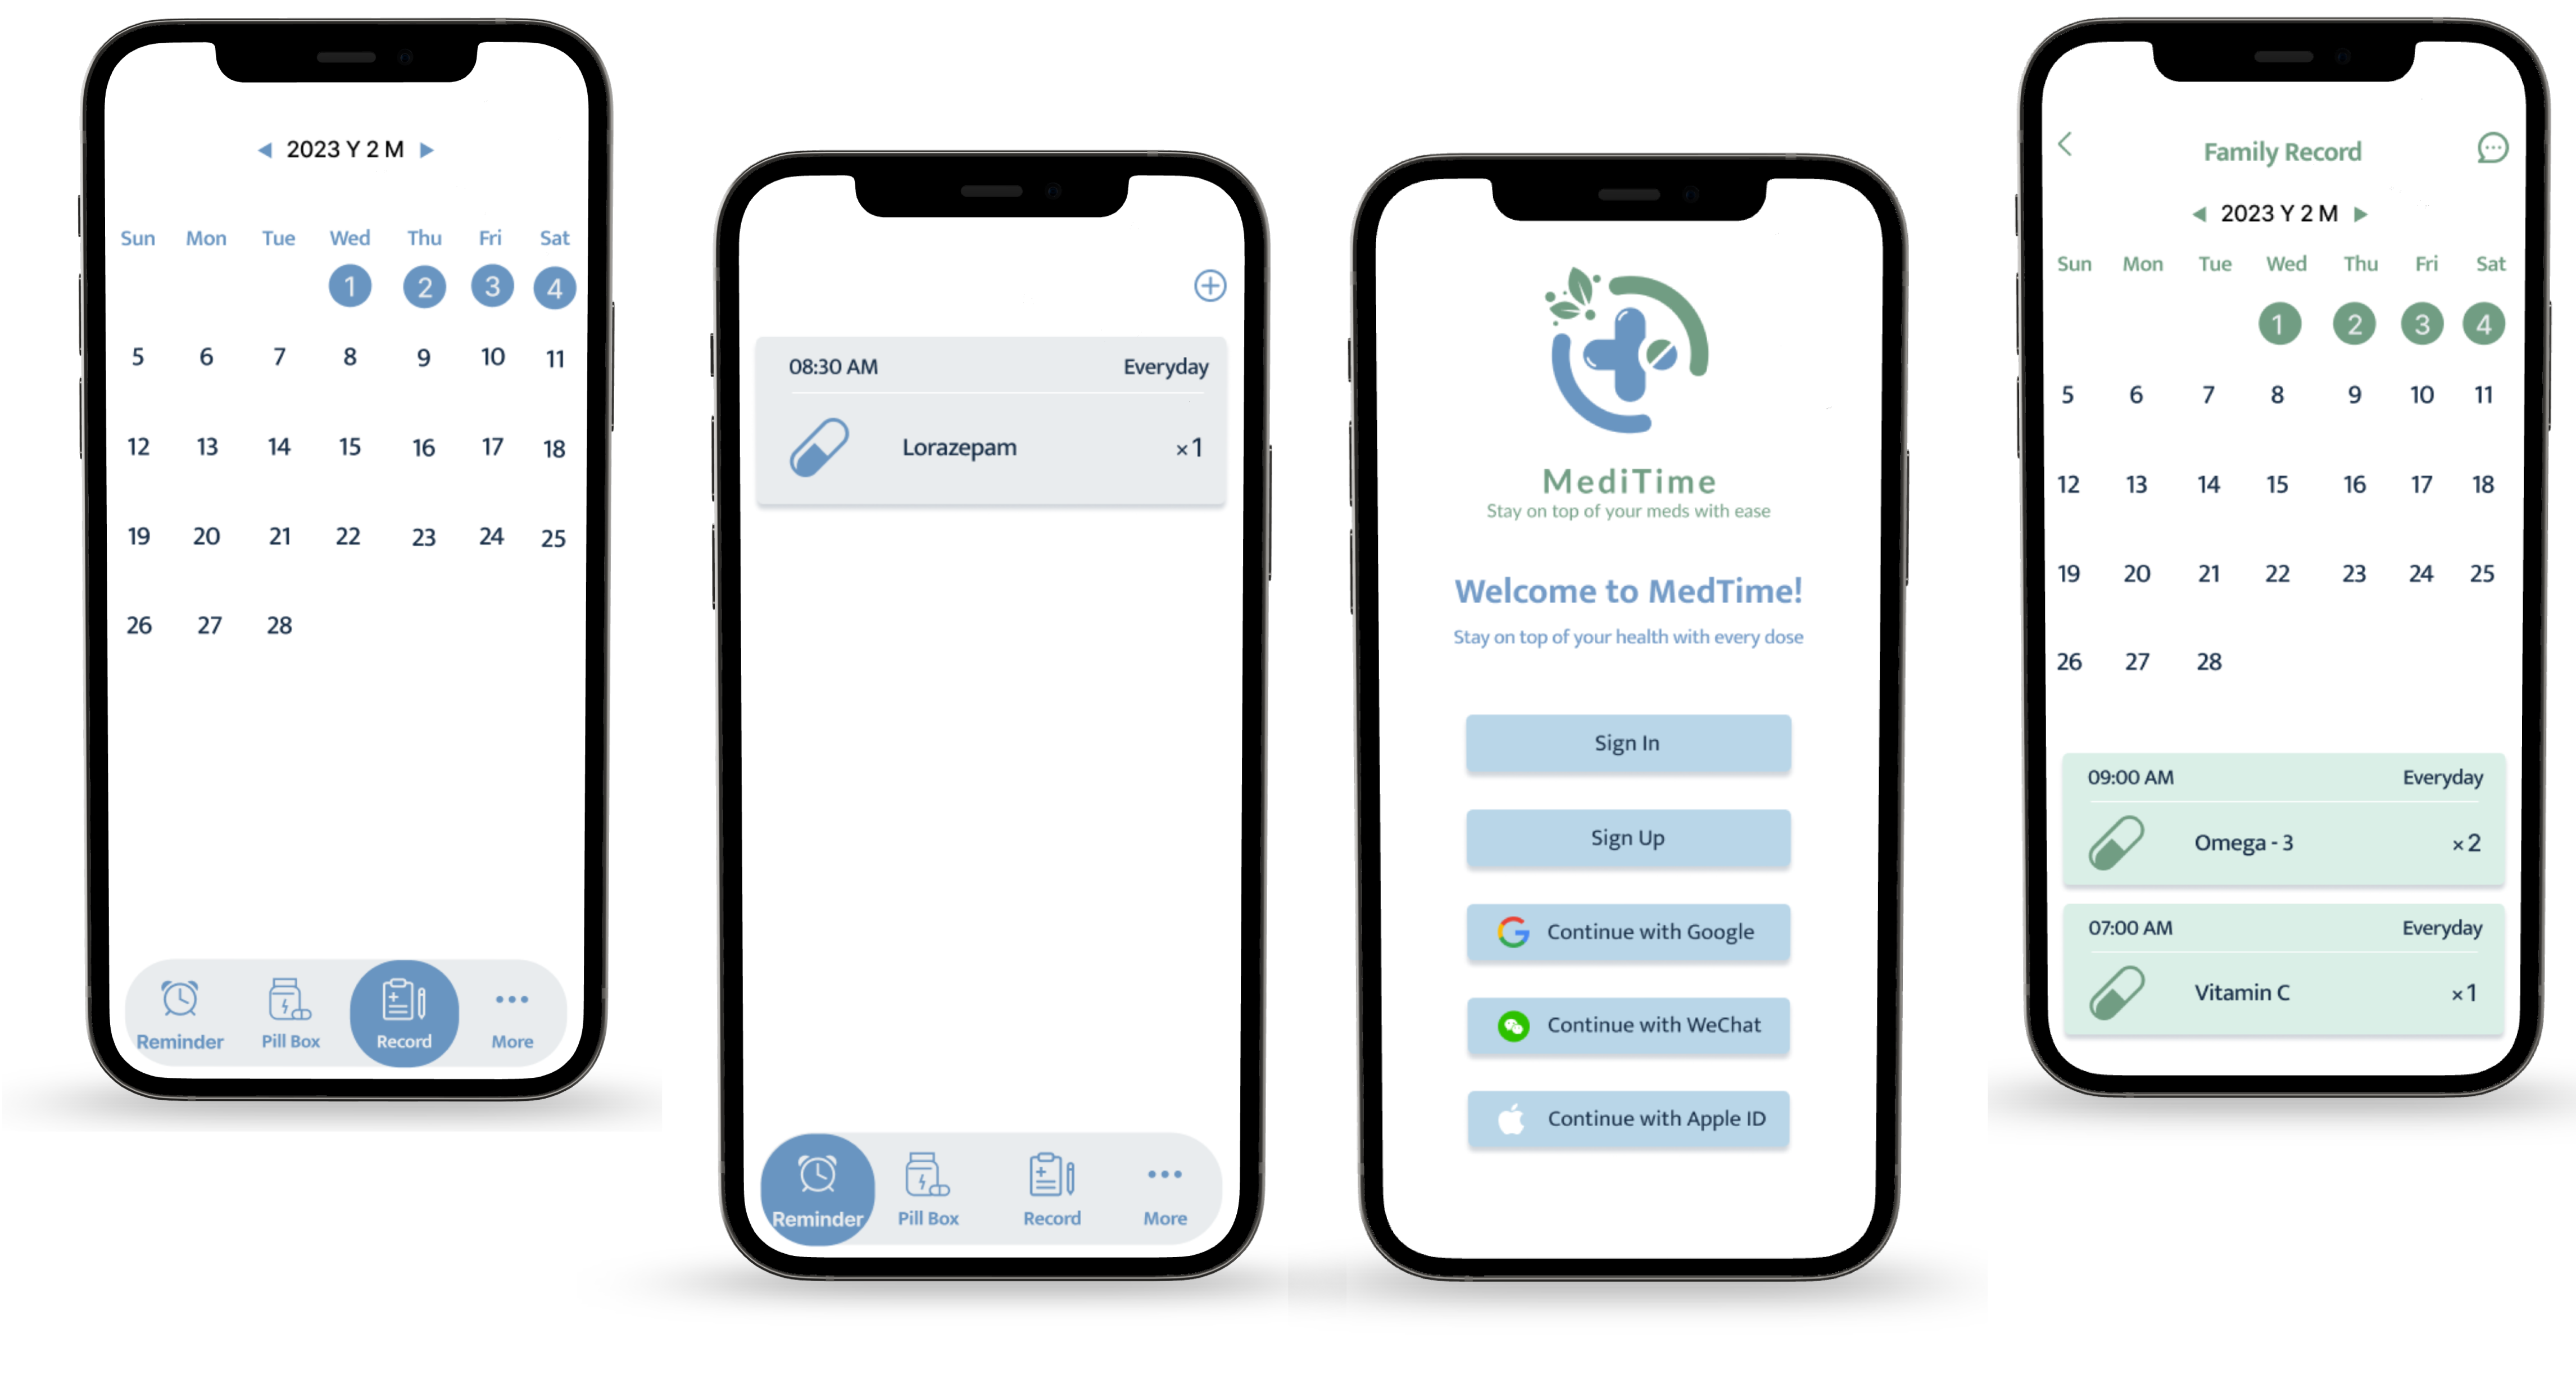 2023 Y 2 M
Sun Mon Tue Wed Thu Fri Sat
1 2 3 4
5 6 7 8 9 10 11
12 13 14 15 16 17 18
19 20 21 22 23 24 25
26 27 28
Reminder Pill Box Record More
08:30 AM Everyday
Lorazepam ×1
Reminder Pill Box Record More
MediTime
Stay on top of your meds with ease
Welcome to MedTime!
Stay on top of your health with every dose
Sign In
Sign Up
Continue with Google
Continue with WeChat
Continue with Apple ID
Family Record
2023 Y 2 M
Sun Mon Tue Wed Thu Fri Sat
1 2 3 4
5 6 7 8 9 10 11
12 13 14 15 16 17 18
19 20 21 22 23 24 25
26 27 28
09:00 AM Everyday
Omega - 3 ×2
07:00 AM Everyday
Vitamin C ×1